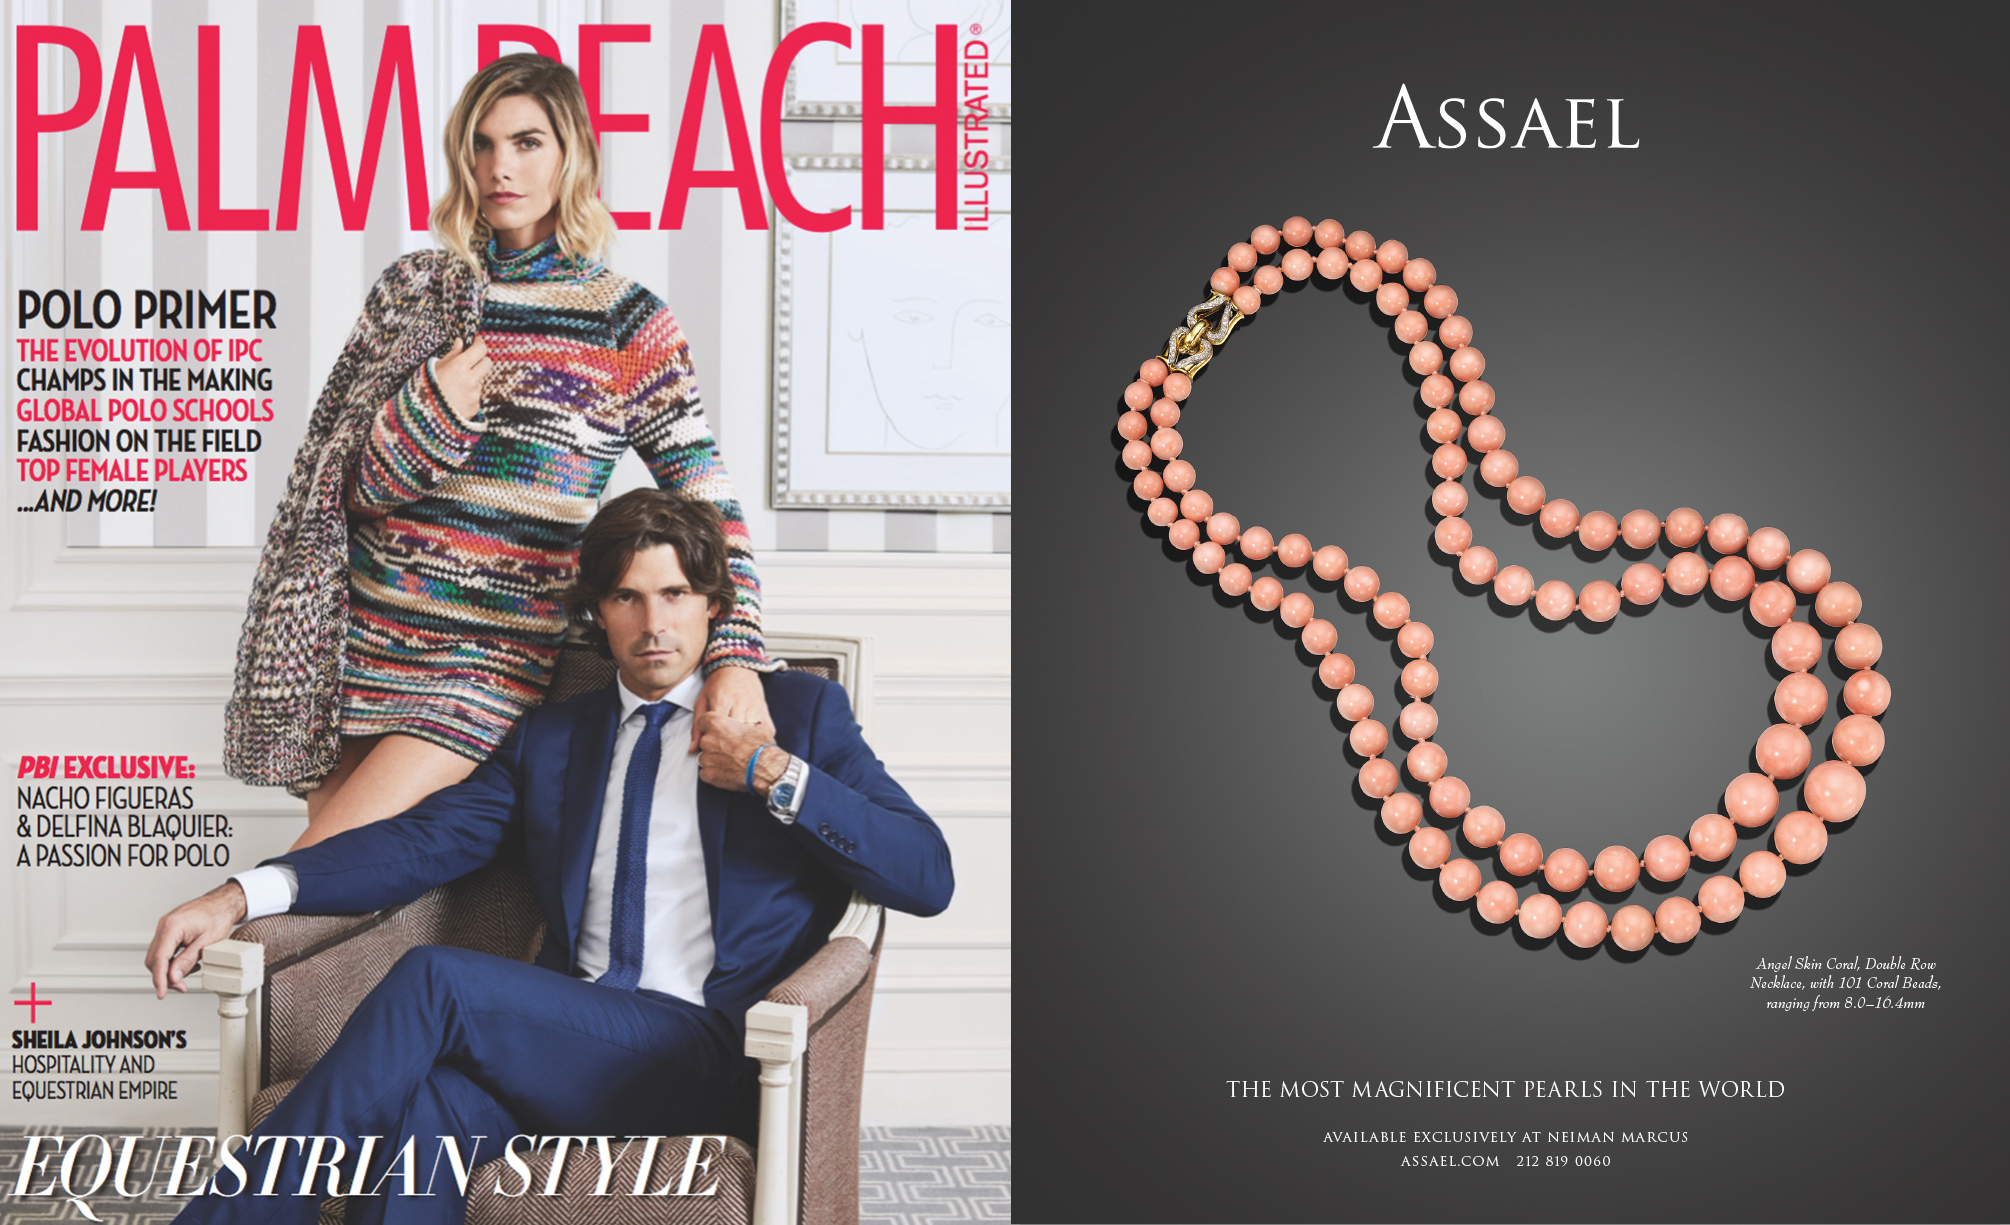 PALM BEACH
ILLUSTRATED®
POLO PRIMER
THE EVOLUTION OF IPC
CHAMPS IN THE MAKING
GLOBAL POLO SCHOOLS
FASHION ON THE FIELD
TOP FEMALE PLAYERS
...AND MORE!
PBI EXCLUSIVE:
NACHO FIGUERAS
& DELFINA BLAQUIER:
A PASSION FOR POLO
+
SHEILA JOHNSON'S
HOSPITALITY AND
EQUESTRIAN EMPIRE
EQUESTRIAN STYLE
ASSAEL
Angel Skin Coral, Double Row
Necklace, with 101 Coral Beads,
ranging from 8.0–16.4mm
THE MOST MAGNIFICENT PEARLS IN THE WORLD
AVAILABLE EXCLUSIVELY AT NEIMAN MARCUS
ASSAEL.COM 212 819 0060